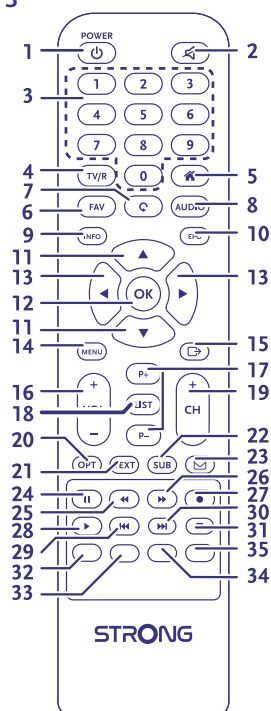 POWER
1 2
3 1 2 3
4 5 6
7 8 9
4 TV/R 0 5
7
6 FAV AUDIO 8
9 INFO EPG 10
11
13 13
12 OK
11
14 MENU 15
P+ 17
16 + + 19
18 VOL LIST CH
− P− −
20 22
OPT TEXT SUB 23
21 26
24 27
25
28 30
31
29 35
32 34
33
STRONG